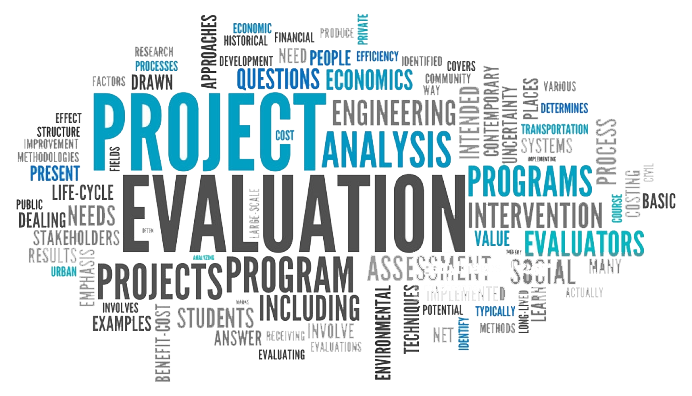 ECONOMIC
HISTORICAL
FINANCIAL
PRODUCE
PRIVATE
APPROACHES
RESEARCH
PROCESSES
DEVELOPMENT
NEED
PEOPLE
EFFICIENCY
IDENTIFIED
COVERS
FACTORS
DRAWN
QUESTIONS
ECONOMICS
COMMUNITY
WAY
INTENDED
CONTEMPORARY
UNCERTAINTY
PLACES
VARIOUS
DETERMINES
EFFECT
STRUCTURE
IMPROVEMENT
METHODOLOGIES
PRESENT
FIELDS
PROJECT
COST
ENGINEERING
ANALYSIS
TRANSPORTATION
SYSTEMS
IMPLEMENTING
PROCESS
LIFE-CYCLE
PUBLIC
DEALING
NEEDS
STAKEHOLDERS
RESULTS
URBAN
OFTEN
EVALUATION
LARGE-SCALE
PROGRAMS
INTERVENTION
COURSE
COSTING
CIVIL
BASIC
VALUE
EVALUATORS
EMPHASIS
ANALYZING
PROJECTS
PROGRAM
ASSESSMENT
SOCIAL
MANY
INVOLVES
EXAMPLES
BENEFIT-COST
STUDENTS
INCLUDING
ENVIRONMENTAL
TECHNIQUES
IMPLEMENTED
POTENTIAL
TYPICALLY
LONG-LIVED
LEARN
ACTUALLY
ANSWER
RECEIVING
INVOLVE
EVALUATING
EVALUATIONS
NET
IDENTIFY
METHODS